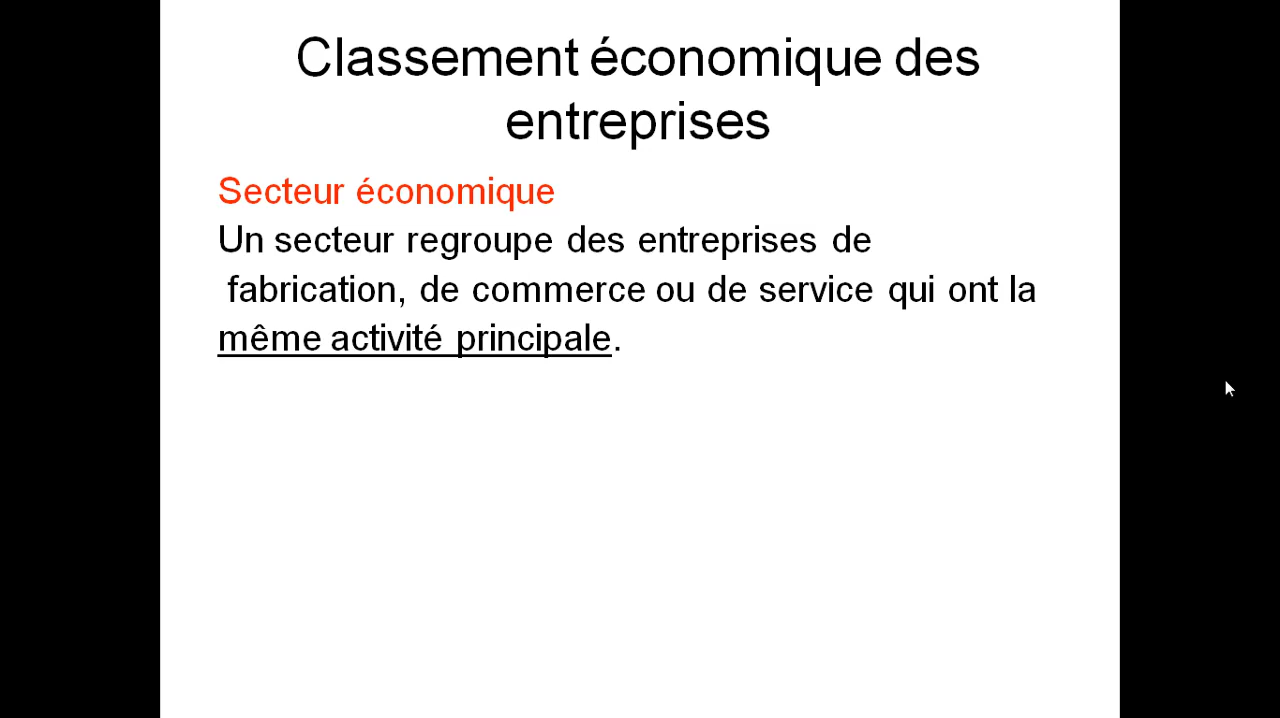 Classement économique des
entreprises
Secteur économique
Un secteur regroupe des entreprises de
fabrication, de commerce ou de service qui ont la
même activité principale.